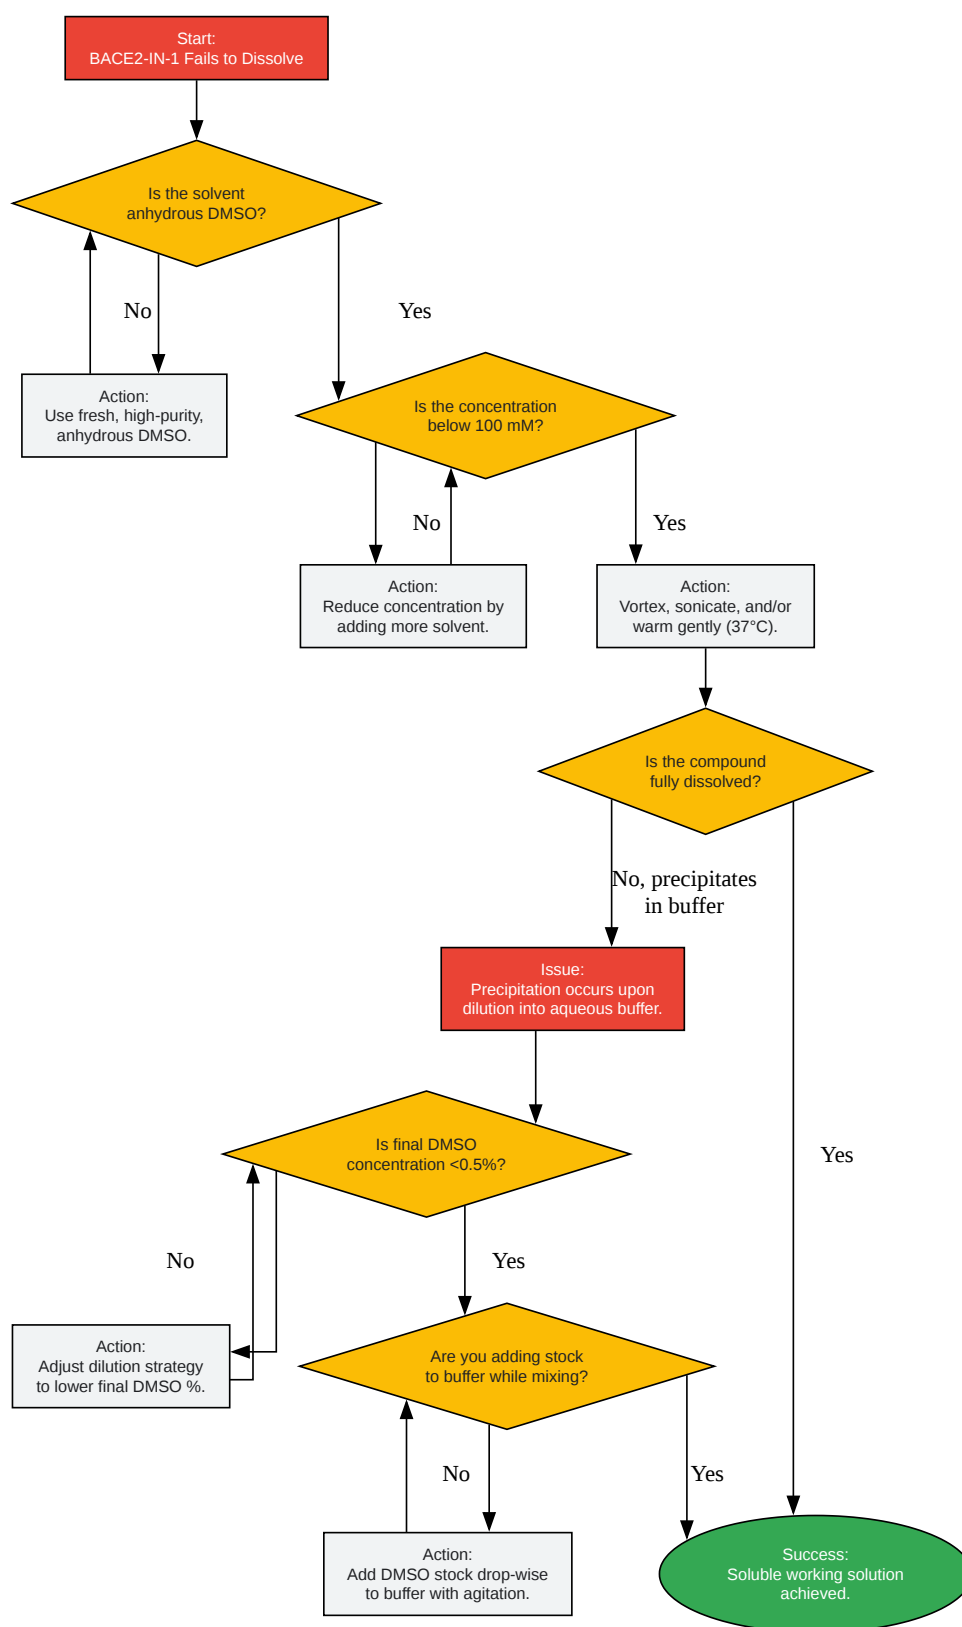 Start:
BACE2-IN-1 Fails to Dissolve
Is the solvent
anhydrous DMSO?
No
Yes
Action:
Use fresh, high-purity,
anhydrous DMSO.
Is the concentration
below 100 mM?
No
Yes
Action:
Reduce concentration by
adding more solvent.
Action:
Vortex, sonicate, and/or
warm gently (37°C).
Is the compound
fully dissolved?
No, precipitates
in buffer
Yes
Issue:
Precipitation occurs upon
dilution into aqueous buffer.
Is final DMSO
concentration <0.5%?
No
Yes
Action:
Adjust dilution strategy
to lower final DMSO %.
Are you adding stock
to buffer while mixing?
No
Yes
Action:
Add DMSO stock drop-wise
to buffer with agitation.
Success:
Soluble working solution
achieved.